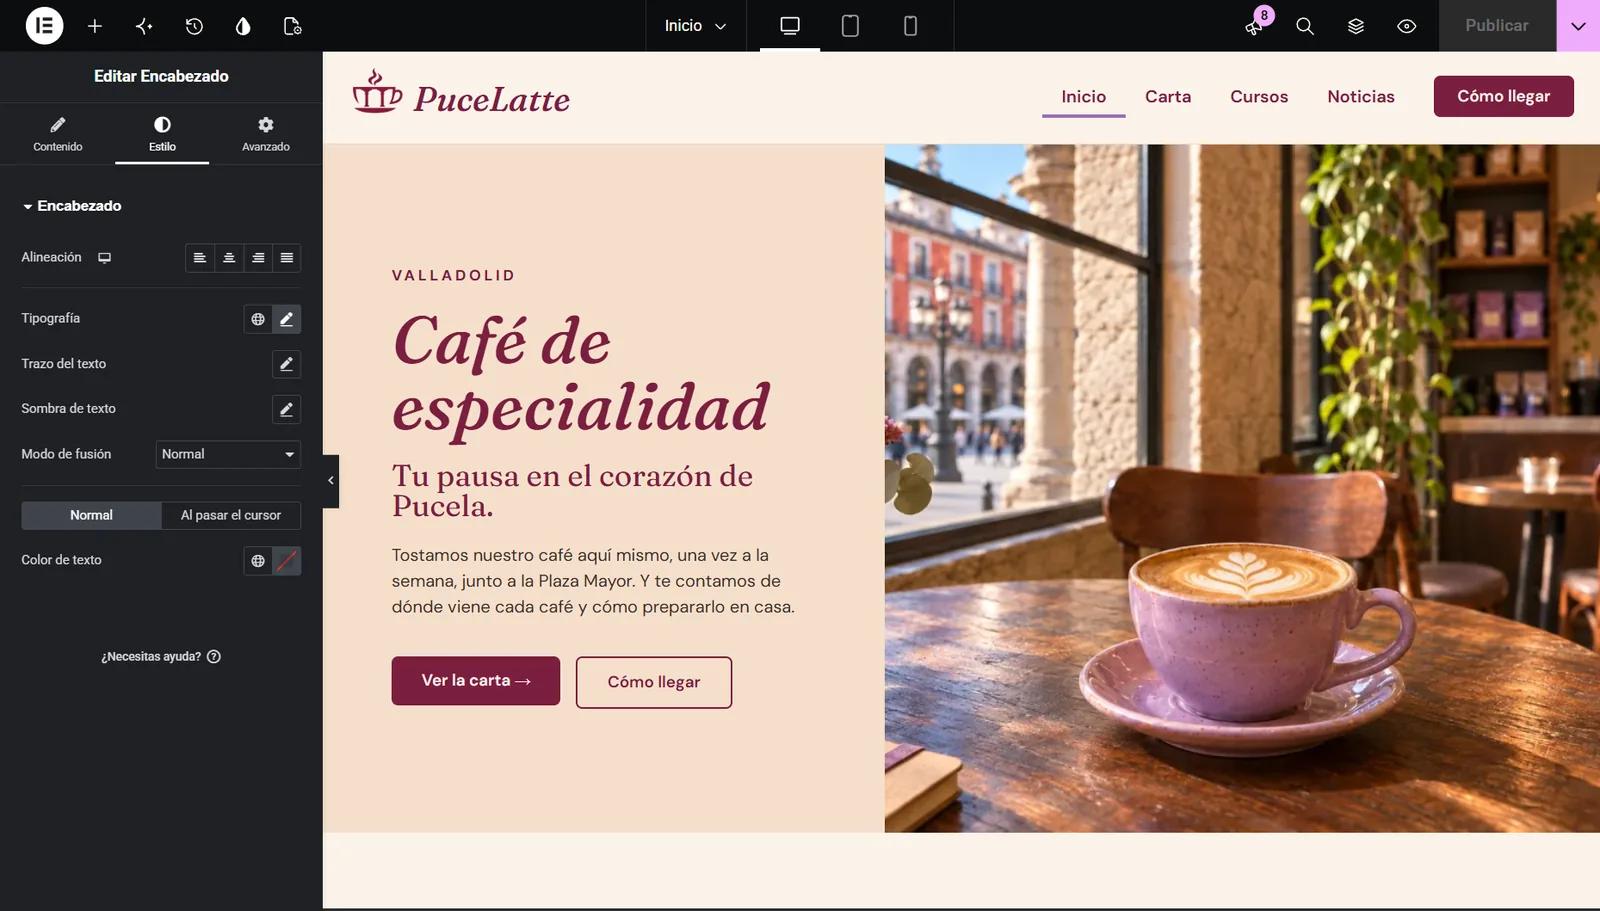 Inicio
8
Publicar
Editar Encabezado
Contenido
Estilo
Avanzado
Encabezado
Alineación
Tipografía
Trazo del texto
Sombra de texto
Modo de fusión
Normal
Normal
Al pasar el cursor
Color de texto
¿Necesitas ayuda?
PuceLatte
Inicio
Carta
Cursos
Noticias
Cómo llegar
VALLADOLID
Café de
especialidad
Tu pausa en el corazón de
Pucela.
Tostamos nuestro café aquí mismo, una vez a la
semana, junto a la Plaza Mayor. Y te contamos de
dónde viene cada café y cómo prepararlo en casa.
Ver la carta →
Cómo llegar